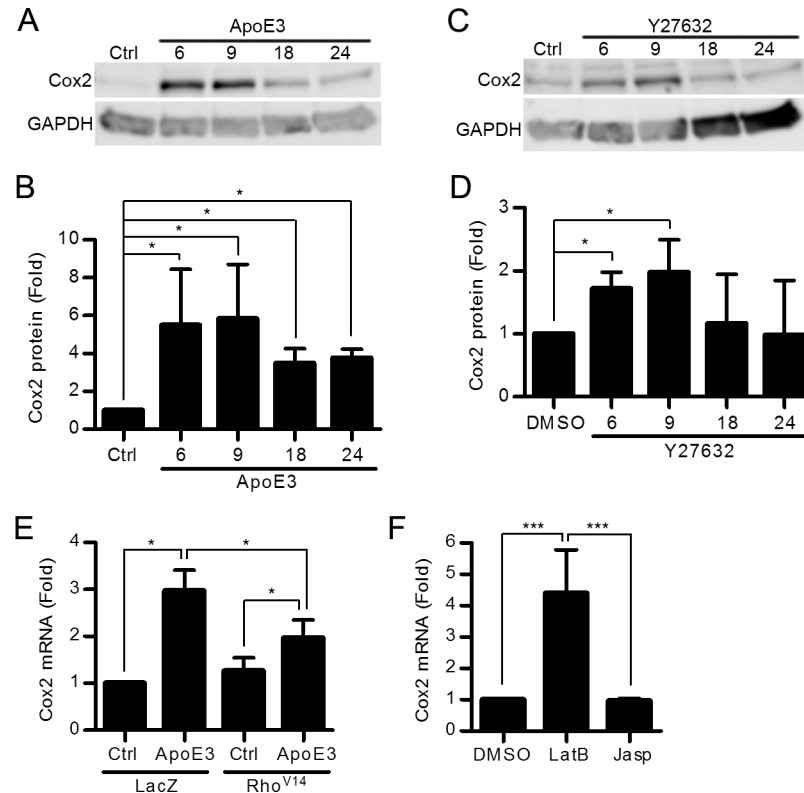 A
ApoE3
Ctrl 6 9 18 24
Cox2
GAPDH
C
Y27632
Ctrl 6 9 18 24
Cox2
GAPDH
B
Cox2 protein (Fold)
10
8
6
4
2
0
* * * *
Ctrl 6 9 18 24
ApoE3
D
Cox2 protein (Fold)
3
2
1
0
* *
DMSO 6 9 18 24
Y27632
E
Cox2 mRNA (Fold)
4
3
2
1
0
* * *
Ctrl ApoE3 Ctrl ApoE3
LacZ RhoV14
F
Cox2 mRNA (Fold)
6
5
4
3
2
1
0
*** ***
DMSO LatB Jasp